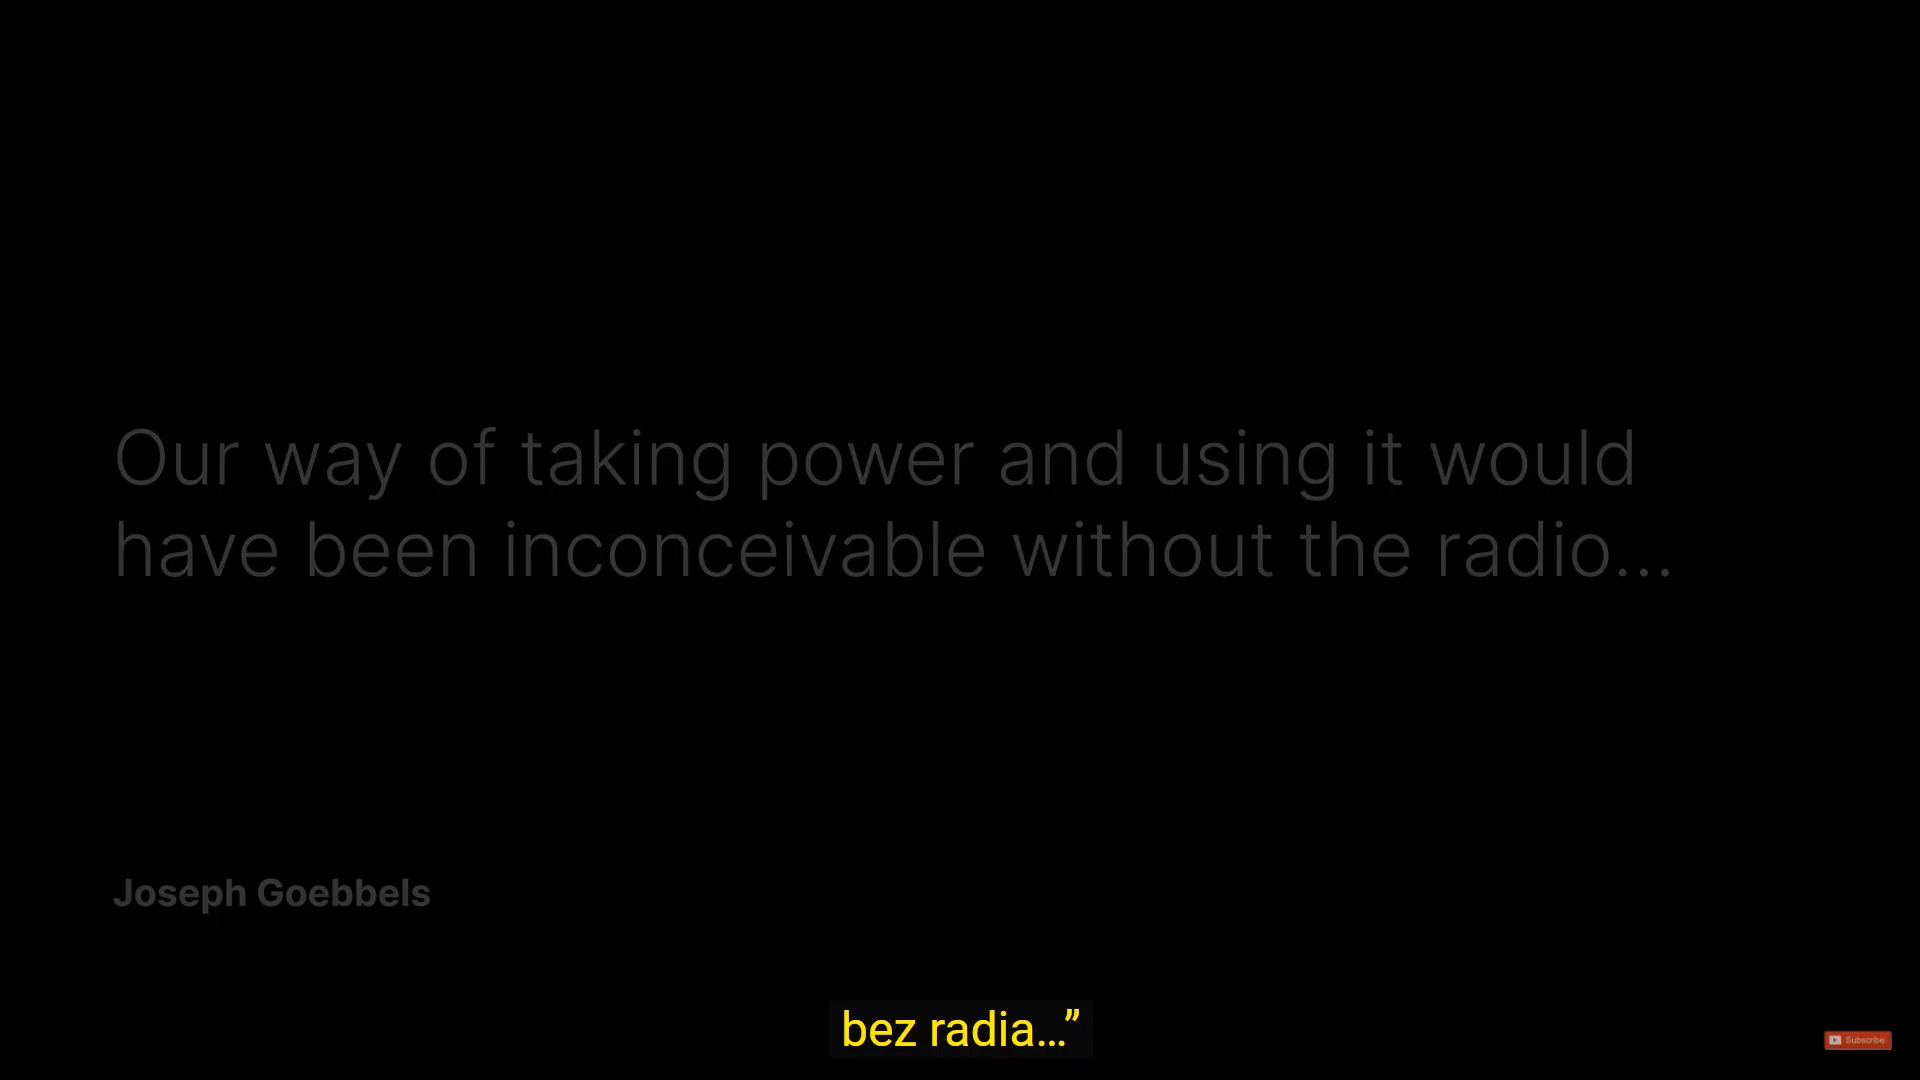 Our way of taking power and using it would
have been inconceivable without the radio...
Joseph Goebbels
bez radia...”
Subscribe